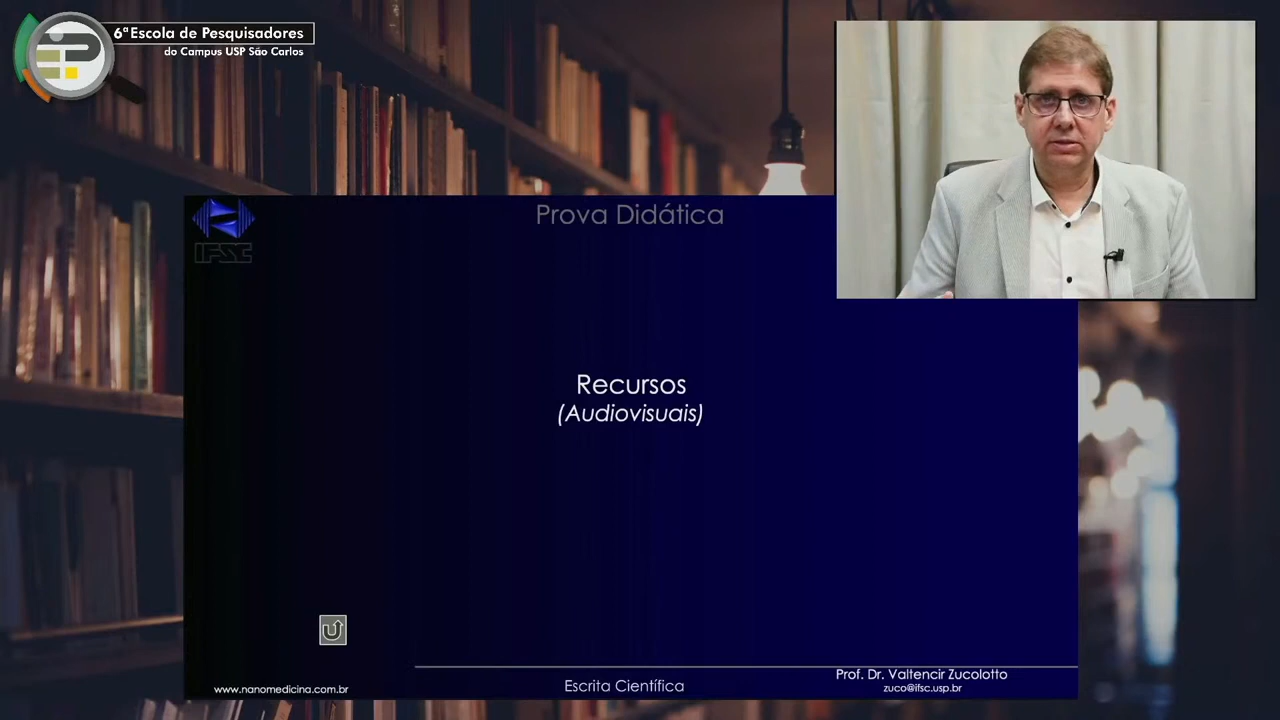 6ª Escola de Pesquisadores
do Campus USP São Carlos
Prova Didática
IFSC
Recursos
(Audiovisuais)
www.nanomedicina.com.br
Escrita Científica
Prof. Dr. Valtencir Zucolotto
zuco@ifsc.usp.br